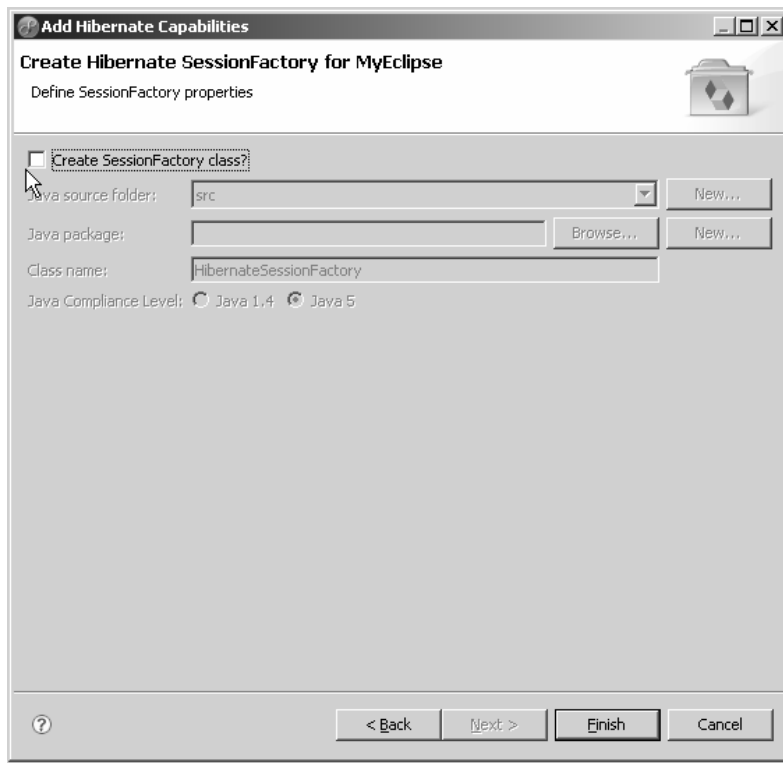 Add Hibernate Capabilities
Create Hibernate SessionFactory for MyEclipse
Define SessionFactory properties
Create SessionFactory class?
Java source folder: src New...
Java package: Browse... New...
Class name: HibernateSessionFactory
Java Compliance Level: Java 1.4 Java 5
? < Back Next > Finish Cancel